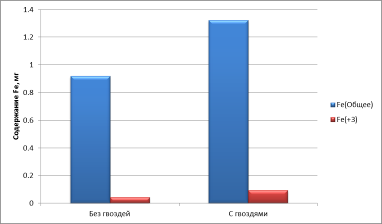 Содержание Fe, мг
1.4
1.2
1
0.8
0.6
0.4
0.2
0
Без гвоздей
С гвоздями
Fe(Общее)
Fe(+3)